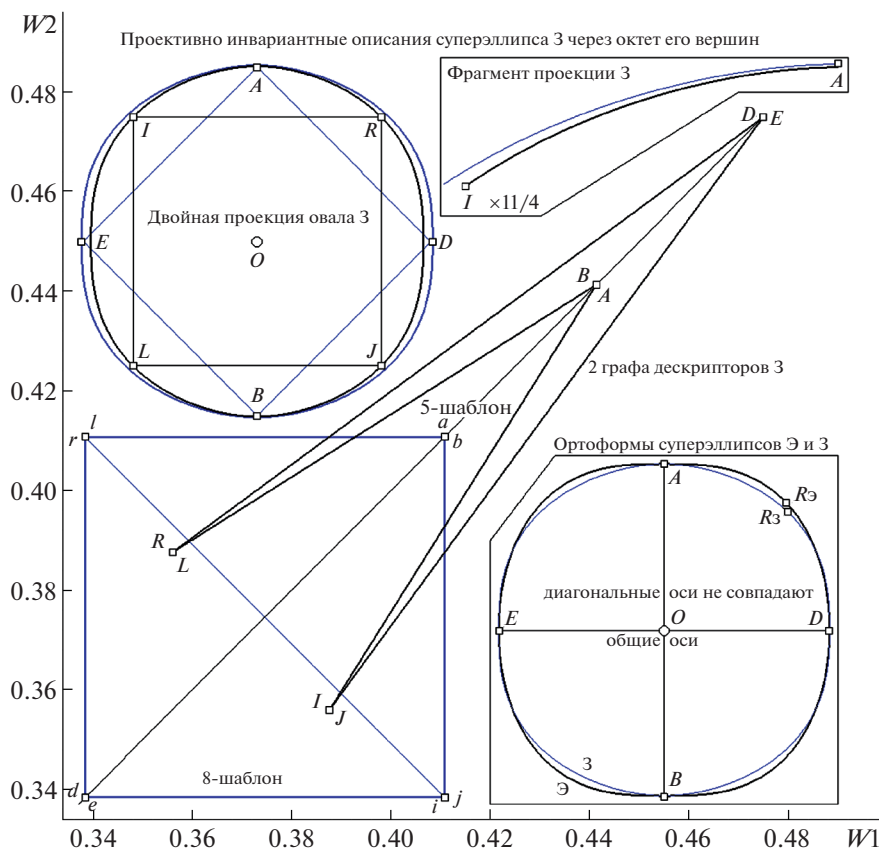 W2
Проективно инвариантные описания суперэллипса З через октет его вершин
0.48
0.46
0.44
0.42
0.40
0.38
0.36
0.34
A
I
R
Двойная проекция овала З
E
D
O
L
J
B
Фрагмент проекции З
A
I ×11/4
D
E
B
A
2 графа дескрипторов З
5-шаблон
l
r
a
b
R
L
I
J
8-шаблон
d
e
i
j
Ортоформы суперэллипсов Э и З
A
RЭ
RЗ
диагональные оси не совпадают
E
O
D
общие оси
З
Э
B
0.34 0.36 0.38 0.40 0.42 0.44 0.46 0.48 W1